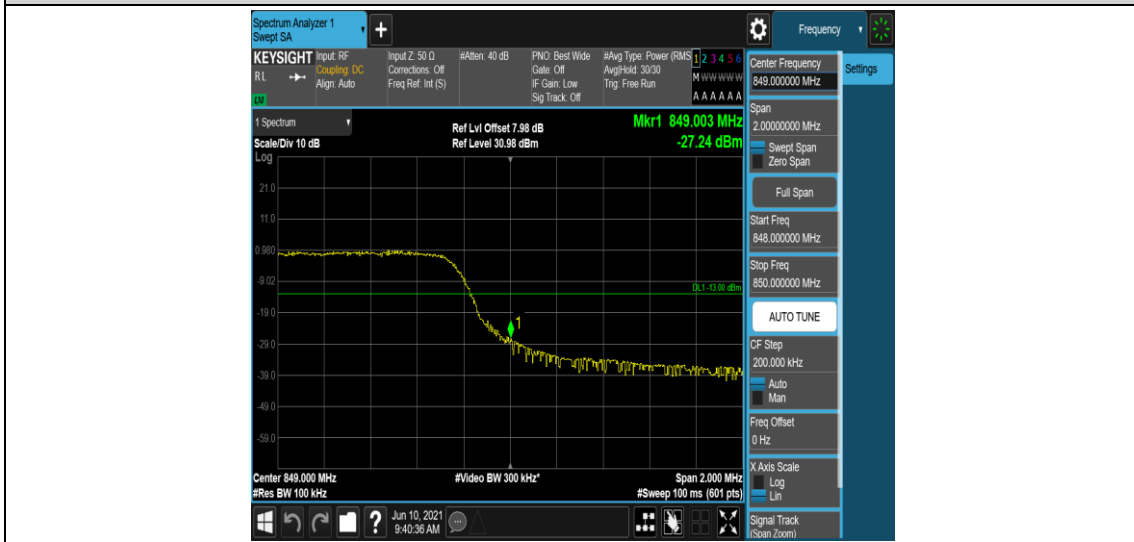 Spectrum Analyzer 1
Swept SA
+
Frequency
KEYSIGHT Input: RF Input Z: 50 Ω #Atten: 40 dB PNO: Best Wide #Avg Type: Power (RMS 1 2 3 4 5 6
RL Coupling: DC Corrections: Off Gate: Off Avg|Hold: 30/30 M W W W W W
Align: Auto Freq Ref: Int (S) IF Gain: Low Trig: Free Run
Sig Track: Off A A A A A A
LXI
Center Frequency
849.000000 MHz
Settings
1 Spectrum
Ref Lvl Offset 7.98 dB
Mkr1 849.003 MHz
Scale/Div 10 dB
Ref Level 30.98 dBm
-27.24 dBm
Log
21.0
11.0
0.980
-9.02
DL1 -13.00 dBm
-19.0
1
-29.0
-39.0
-49.0
-59.0
Center 849.000 MHz #Video BW 300 kHz* Span 2.000 MHz
#Res BW 100 kHz #Sweep 100 ms (601 pts)
Span
2.00000000 MHz
Swept Span
Zero Span
Full Span
Start Freq
848.000000 MHz
Stop Freq
850.000000 MHz
AUTO TUNE
CF Step
200.000 kHz
Auto
Man
Freq Offset
0 Hz
X Axis Scale
Log
Lin
Signal Track
(Span Zoom)
?
Jun 10, 2021
9:40:36 AM